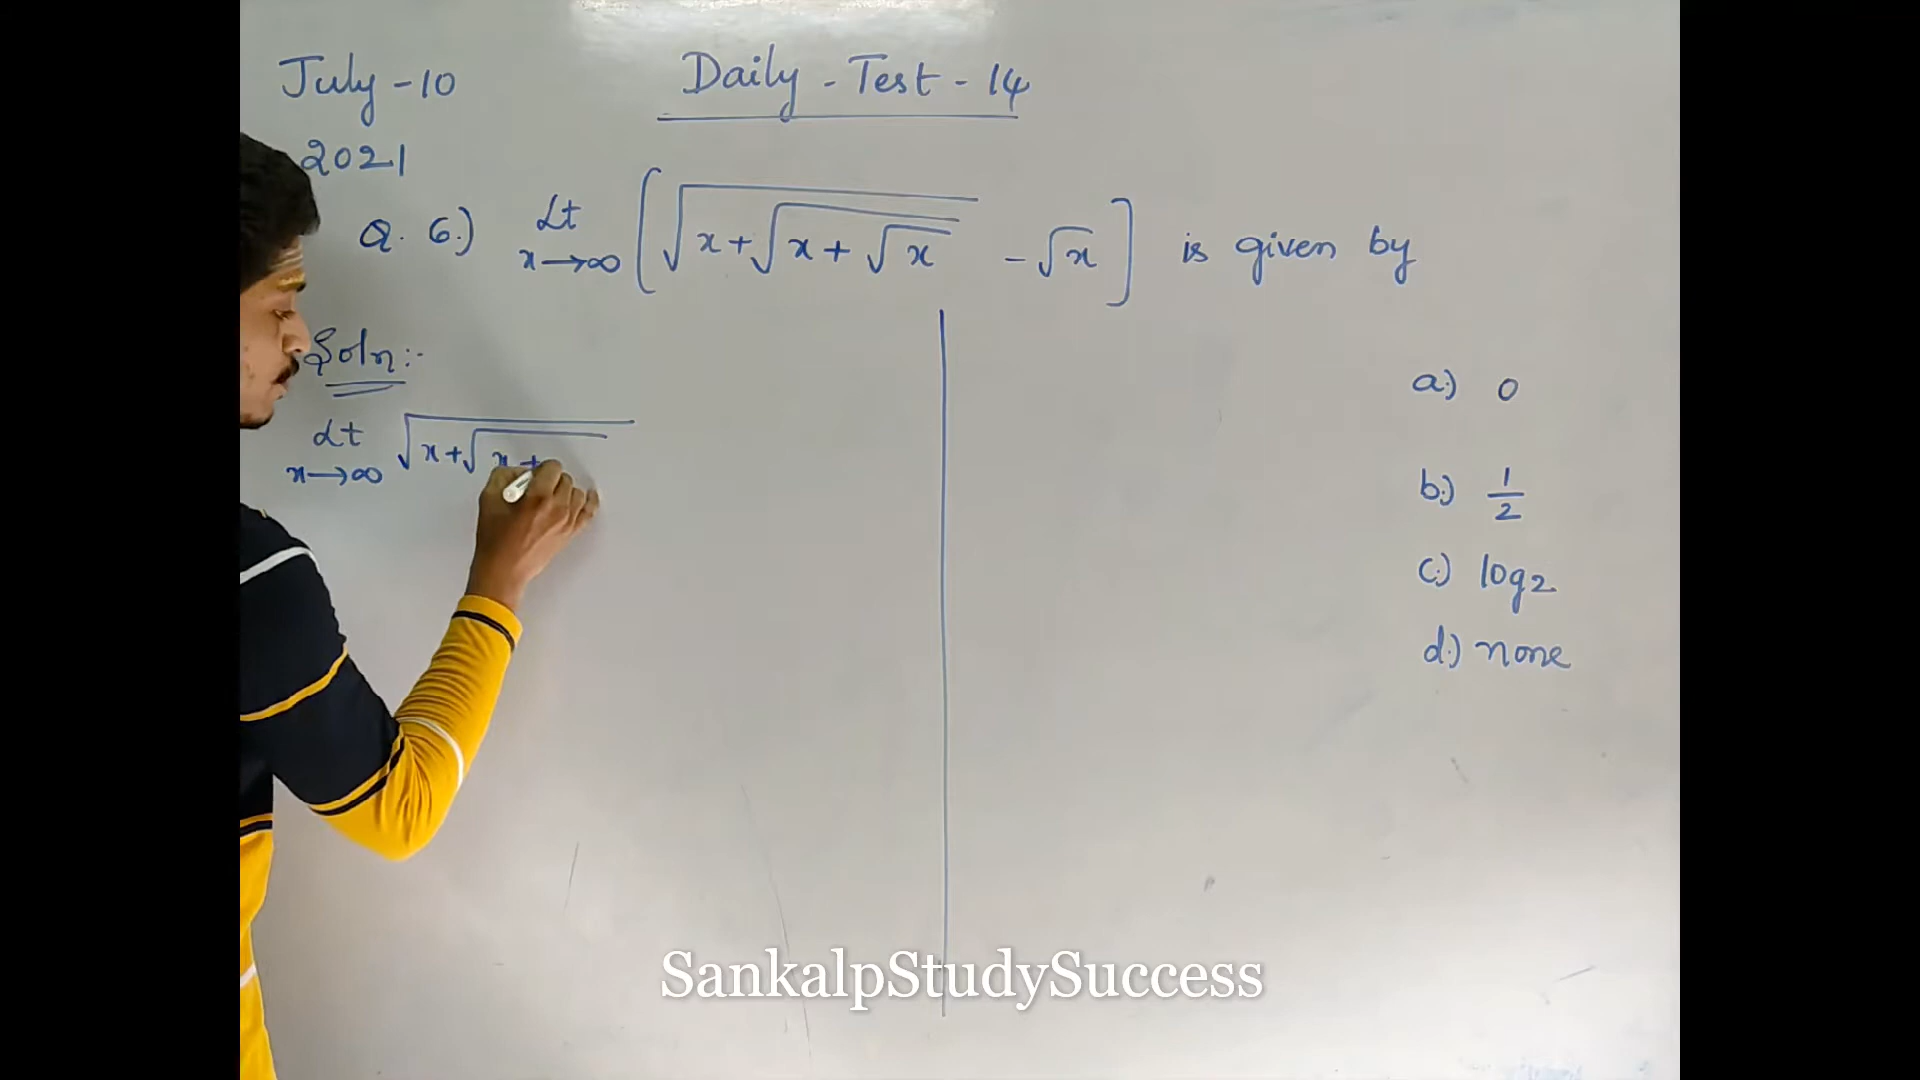 July - 10 Daily - Test - 14
2021
Q. 6.) Lt x→∞ [√(x+√(x+√x)) - √x] is given by
Soln:-
Lt x→∞ √(x+√(x+
a.) 0
b.) 1/2
c.) log2
d.) none
SankalpStudySuccess